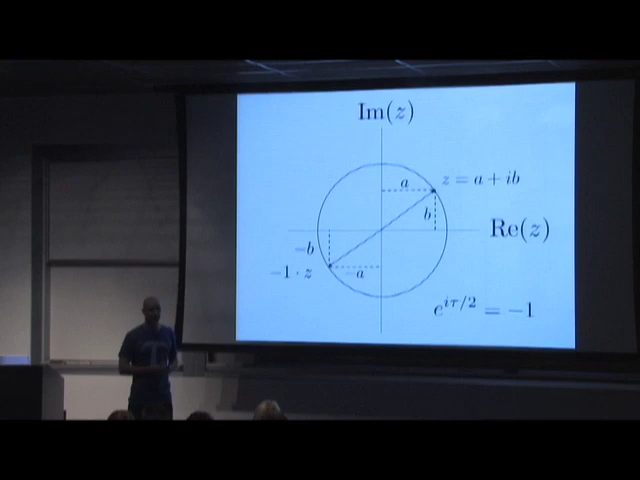 Im(z)
z = a + ib
a
b
Re(z)
−b
−1 · z
−a
e^{iτ/2} = −1